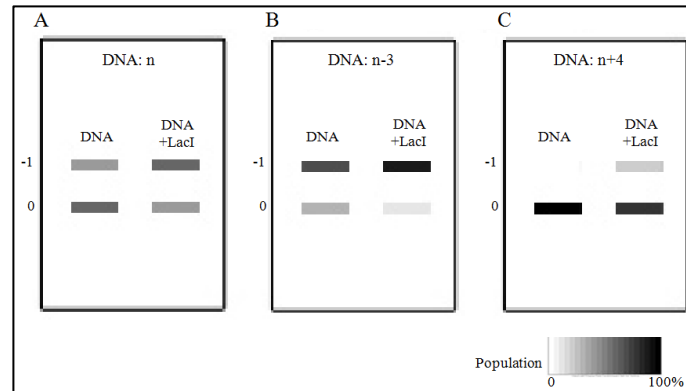 A
DNA: n
DNA
DNA
+LacI
-1
0
B
DNA: n-3
DNA
DNA
+LacI
-1
0
C
DNA: n+4
DNA
DNA
+LacI
-1
0
Population
0
100%